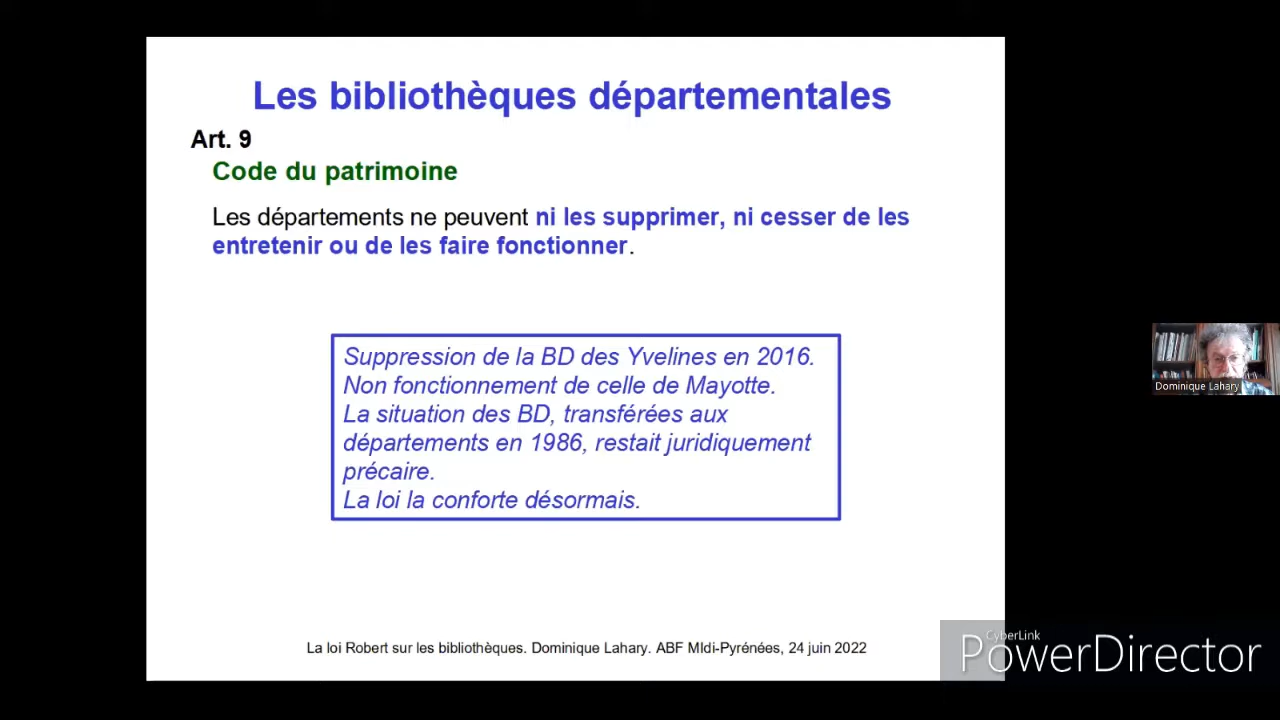 Les bibliothèques départementales
Art. 9
Code du patrimoine
Les départements ne peuvent ni les supprimer, ni cesser de les
entretenir ou de les faire fonctionner.
Suppression de la BD des Yvelines en 2016.
Non fonctionnement de celle de Mayotte.
La situation des BD, transférées aux
départements en 1986, restait juridiquement
précaire.
La loi la conforte désormais.
Dominique Lahary
La loi Robert sur les bibliothèques. Dominique Lahary. ABF MIdi-Pyrénées, 24 juin 2022
CyberLink
PowerDirector